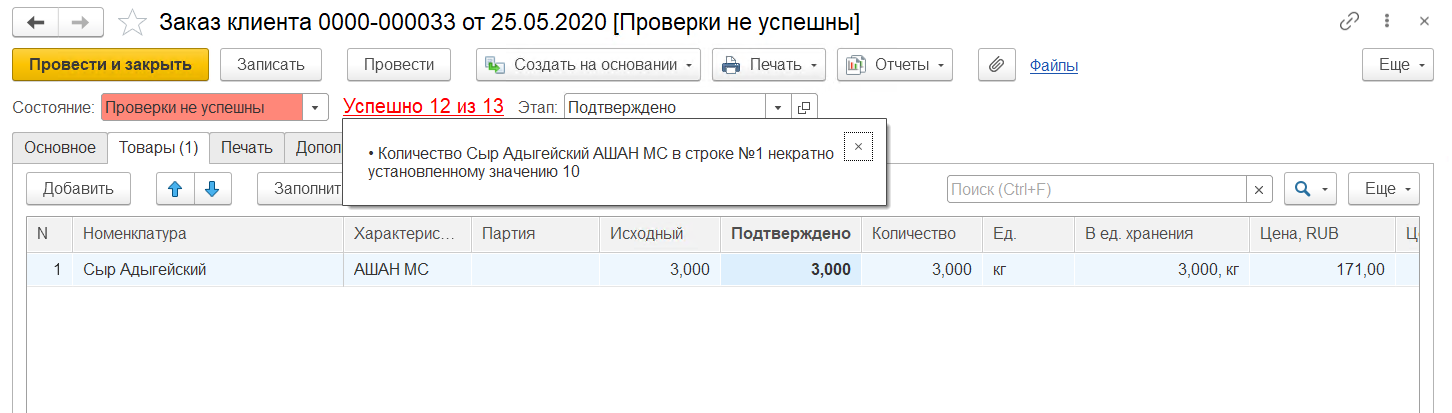 Заказ клиента 0000-000033 от 25.05.2020 [Проверки не успешны]
Провести и закрыть Записать Провести Создать на основании Печать Отчеты Файлы Еще
Состояние: Проверки не успешны Успешно 12 из 13 Этап: Подтверждено
Основное Товары (1) Печать Допол
• Количество Сыр Адыгейский АШАН МС в строке №1 некратно
установленному значению 10
Добавить Заполнит Поиск (Ctrl+F) Еще
N Номенклатура Характерис... Партия Исходный Подтверждено Количество Ед. В ед. хранения Цена, RUB
1 Сыр Адыгейский АШАН МС 3,000 3,000 3,000 кг 3,000, кг 171,00